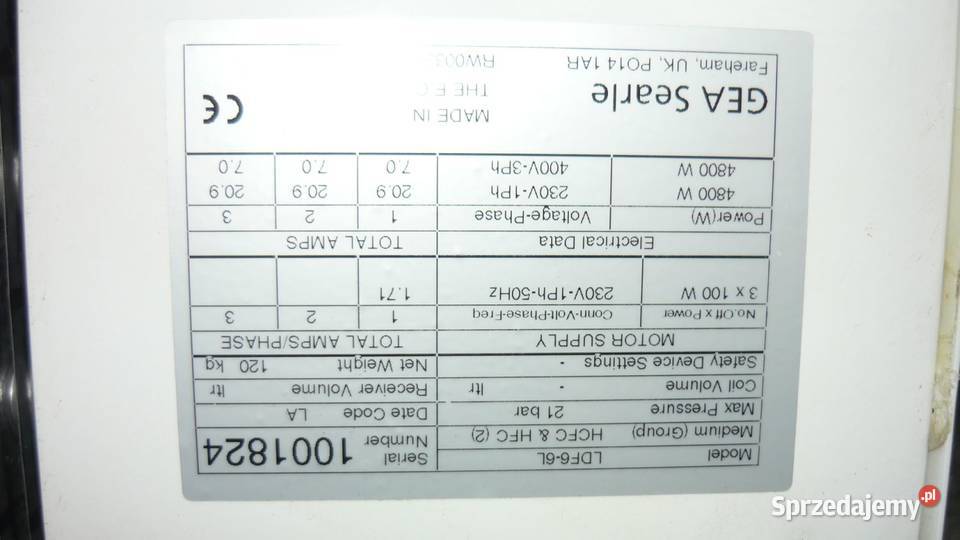 Model LDF6-6L Serial Number 1001824
Medium (Group) HCFC & HFC (2)
Max Pressure 21 bar Date Code LA
Coil Volume - ltr Receiver Volume ltr
Safety Device Settings - Net Weight 120 kg
MOTOR SUPPLY TOTAL AMPS/PHASE
No.Off x Power Conn-Volt-Phase-Freq 1 2 3
3 x 100 W 230V-1Ph-50Hz 1.71
Electrical Data TOTAL AMPS
Power(W) Voltage-Phase 1 2 3
4800 W 230V-1Ph 20.9 20.9 20.9
4800 W 400V-3Ph 7.0 7.0 7.0
GEA Searle
Fareham, UK, PO14 1AR
MADE IN
THE
CE
Sprzedajemy.pl